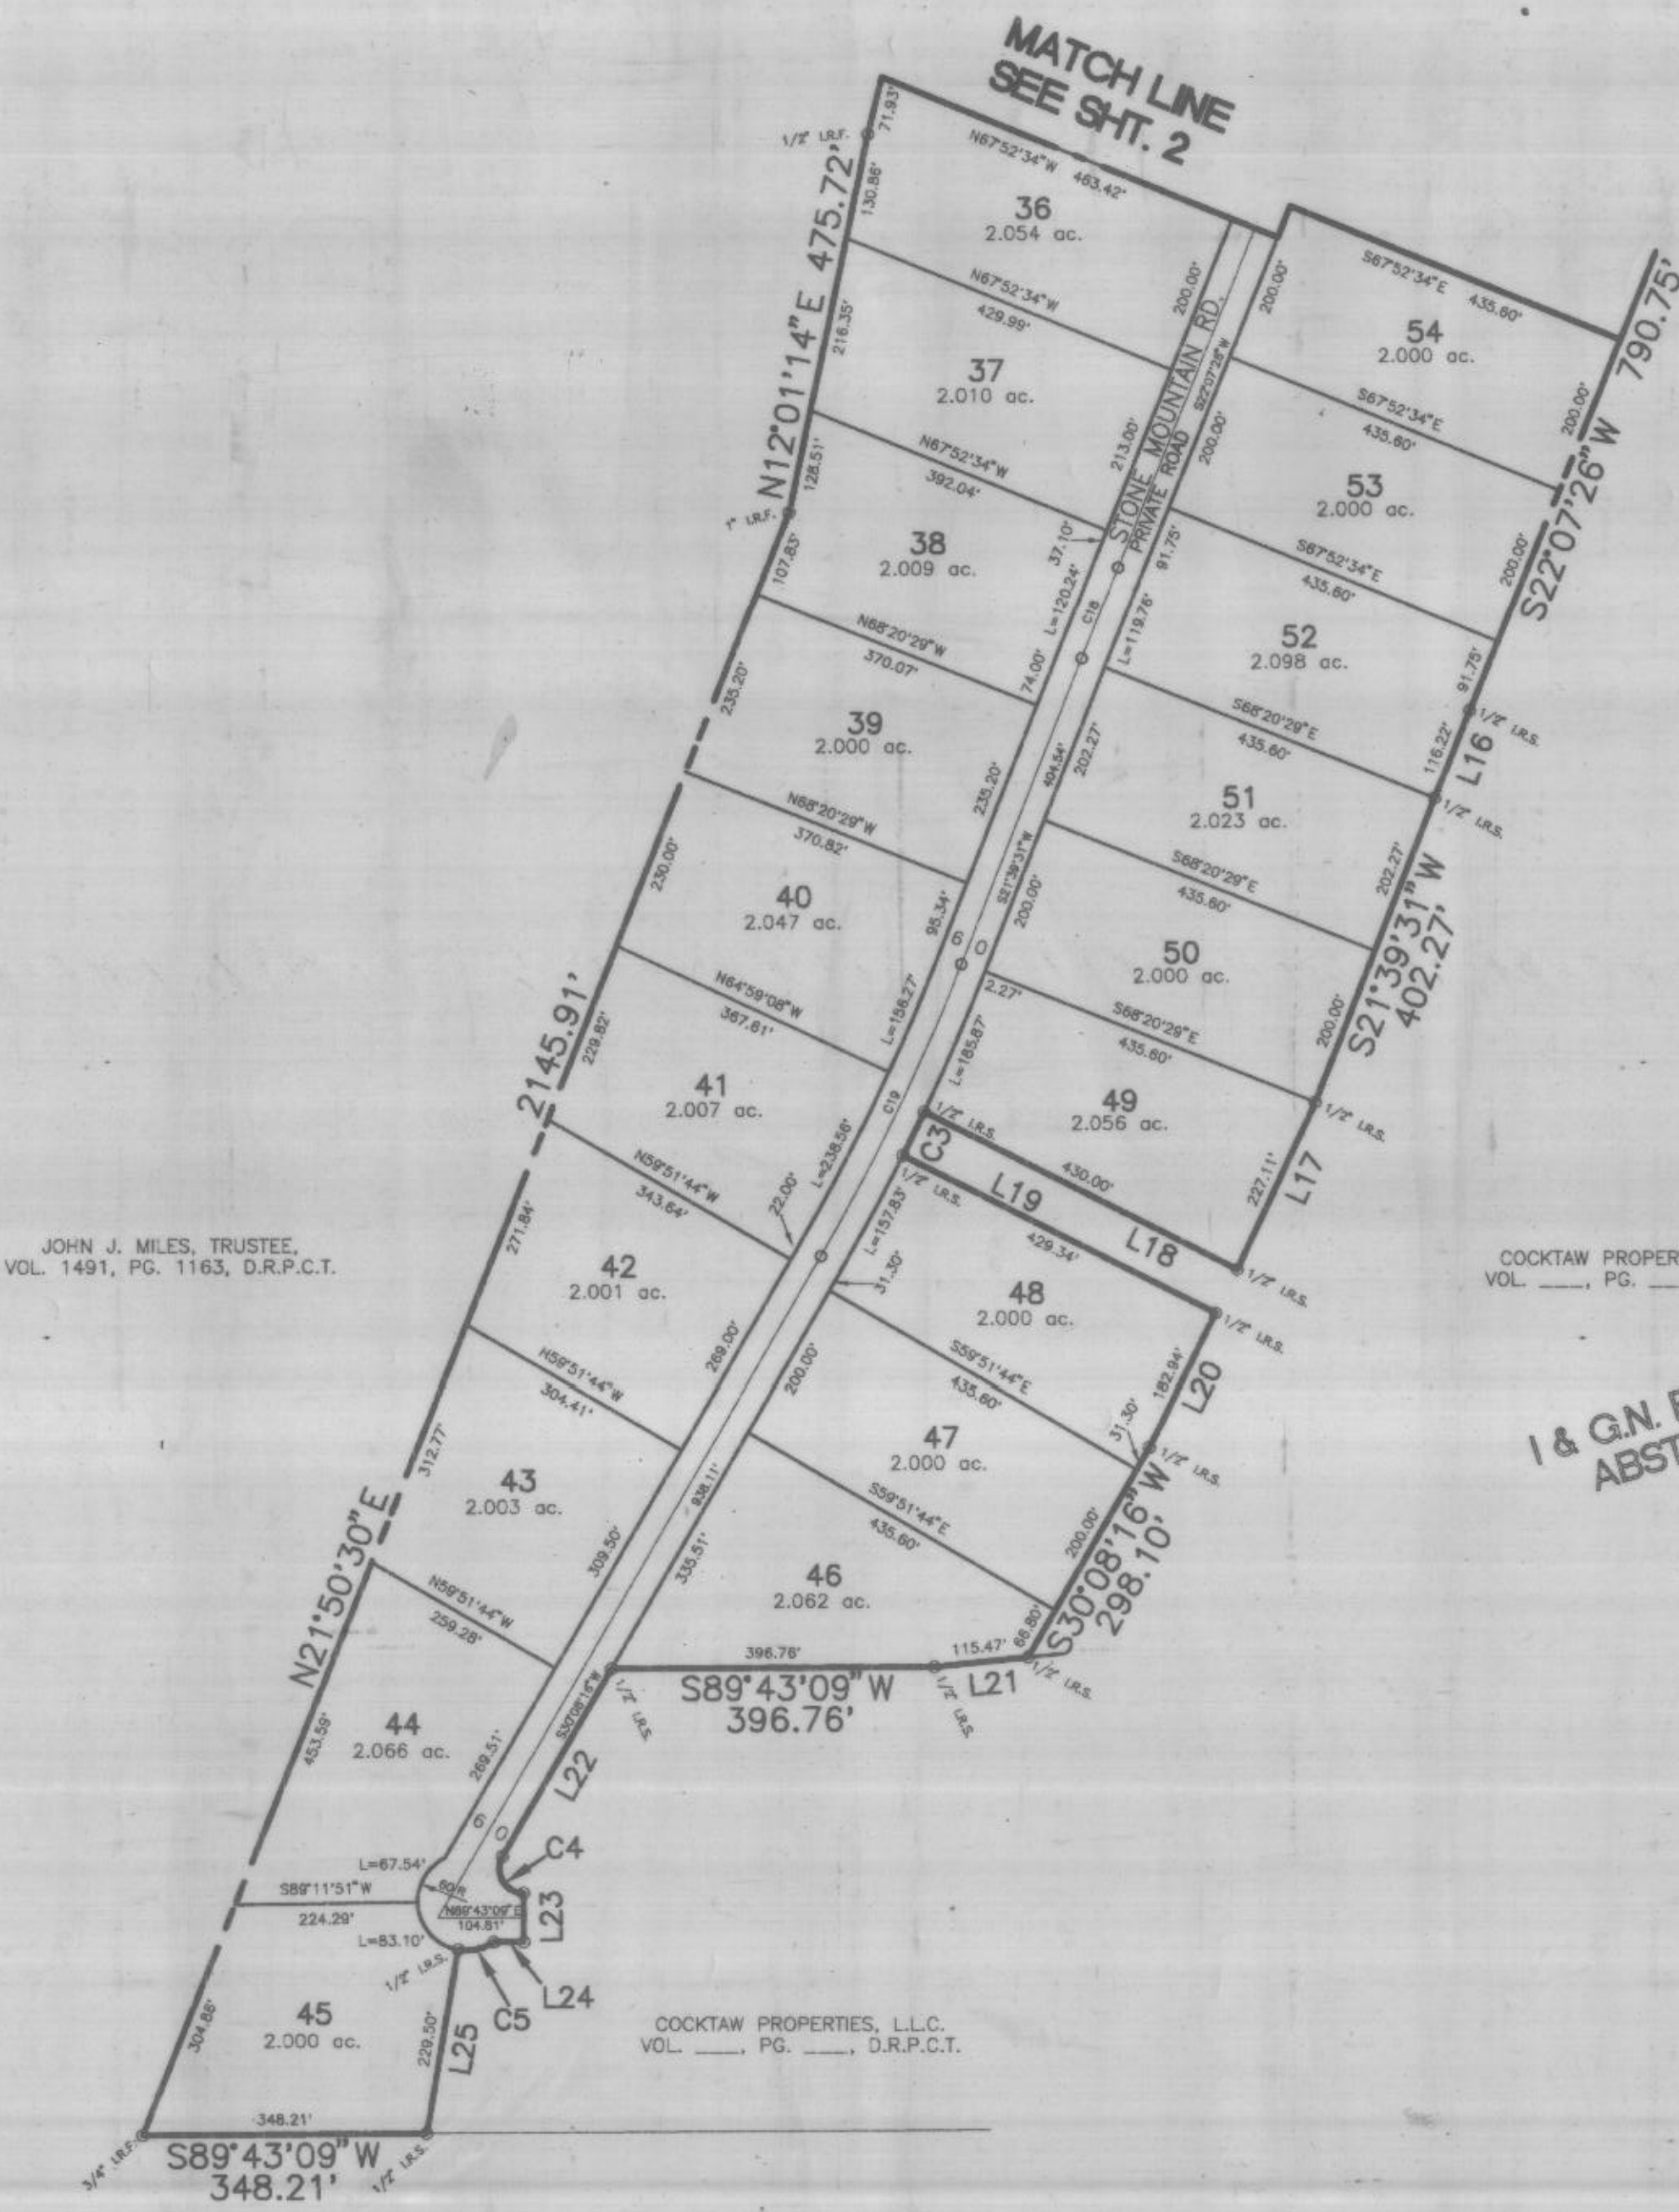 MATCH LINE
SEE SHT. 2
71.93'
1/2" I.R.F.
N67°52'34"W 463.42'
130.86'
36
2.054 ac.
N12°01'14"E 475.72'
200.00'
200.00'
S67°52'34"E 435.60'
790.75'
N67°52'34"W
429.99'
54
2.000 ac.
216.35'
37
2.010 ac.
STONE MOUNTAIN RD.
PRIVATE ROAD
S22°07'26"W
213.00'
200.00'
S67°52'34"E
435.60'
200.00'
S22°07'26"W
N67°52'34"W
392.04'
128.51'
1" I.R.F.
53
2.000 ac.
38
2.009 ac.
37.10'
91.75'
S67°52'34"E
435.60'
200.00'
107.83'
L=120.24'
C18
L=119.76'
N68°20'29"W
370.07'
74.00'
52
2.098 ac.
91.75'
1/2" I.R.S.
235.20'
39
2.000 ac.
S68°20'29"E
435.60'
116.22'
L16
1/2" I.R.S.
202.27'
404.54'
235.20'
N68°20'29"W
370.82'
51
2.023 ac.
230.00'
40
2.047 ac.
S21°39'31"W
S68°20'29"E
435.60'
202.27'
S21°39'31"W
402.27'
95.34'
200.00'
60
50
2.000 ac.
2.27'
N64°59'08"W
367.61'
L=156.27'
S68°20'29"E
435.60'
200.00'
229.82'
2145.91'
L=185.87'
41
2.007 ac.
C19
49
2.056 ac.
1/2" I.R.S.
1/2" I.R.S.
C3
L=238.56'
N59°51'44"W
343.64'
22.00'
1/2" I.R.S.
L19
430.00'
227.11'
L17
429.34'
L18
271.84'
L=157.83'
JOHN J. MILES, TRUSTEE,
VOL. 1491, PG. 1163, D.R.P.C.T.
COCKTAW PROPER
VOL. ____, PG. __
42
2.001 ac.
31.30'
48
2.000 ac.
1/2" I.R.S.
1/2" I.R.S.
N59°51'44"W
304.41'
269.00'
200.00'
S59°51'44"E
435.60'
182.94'
L20
31.30'
I & G.N.
ABST
312.77'
43
2.003 ac.
47
2.000 ac.
1/2" I.R.S.
938.11'
S59°51'44"E
435.60'
200.00'
S30°08'16"W
298.10'
N21°50'30"E
309.50'
335.51'
N59°51'44"W
259.28'
46
2.062 ac.
66.80'
396.76'
115.47'
S89°43'09"W
396.76'
L21
1/2" I.R.S.
1/2" I.R.S.
1/2" I.R.S.
S30°08'16"W
453.59'
44
2.066 ac.
269.51'
L22
60
C4
L=67.54'
S89°11'51"W
224.29'
60'R
N89°43'09"E
104.81'
L23
L=83.10'
1/2" I.R.S.
L24
C5
304.86'
45
2.000 ac.
229.50'
L25
COCKTAW PROPERTIES, L.L.C.
VOL. ____, PG. ____, D.R.P.C.T.
348.21'
S89°43'09"W
348.21'
3/4" I.R.F.
1/2" I.R.S.